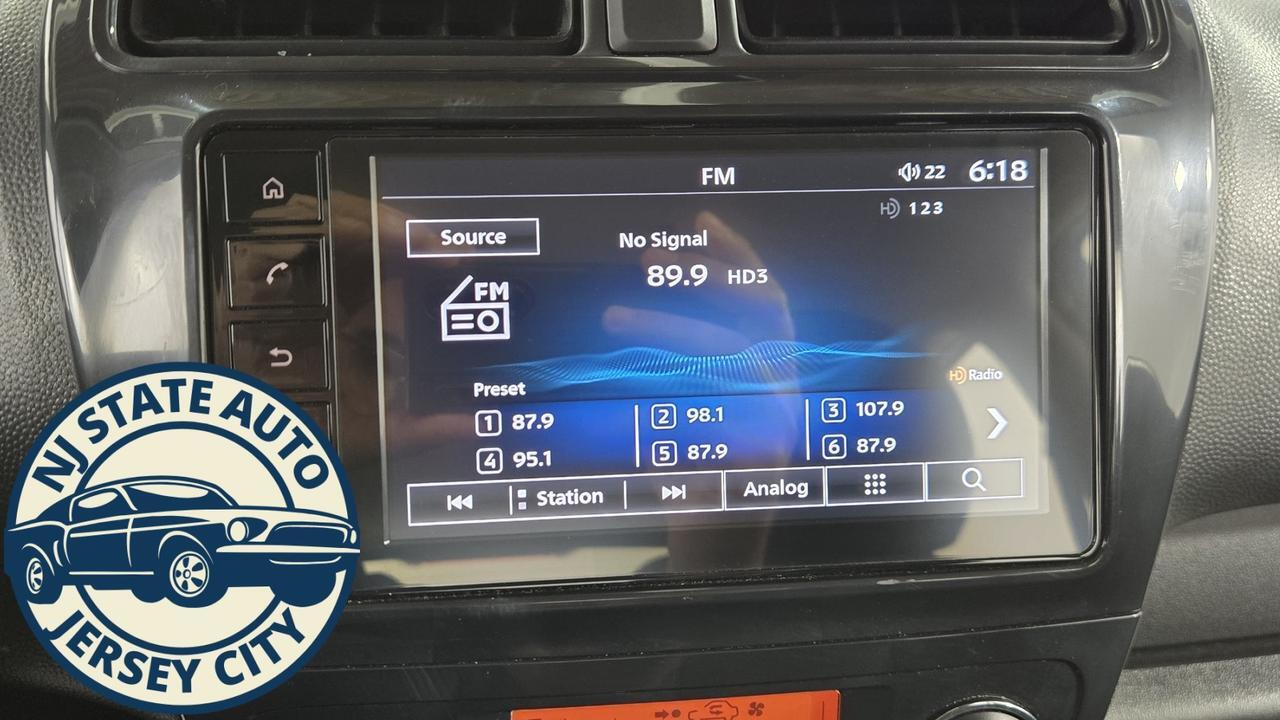 FM
22
6:18
HD 1 2 3
Source
No Signal
89.9 HD3
FM
HD Radio
Preset
1 87.9
2 98.1
3 107.9
4 95.1
5 87.9
6 87.9
Station
Analog
NJ STATE AUTO
JERSEY CITY